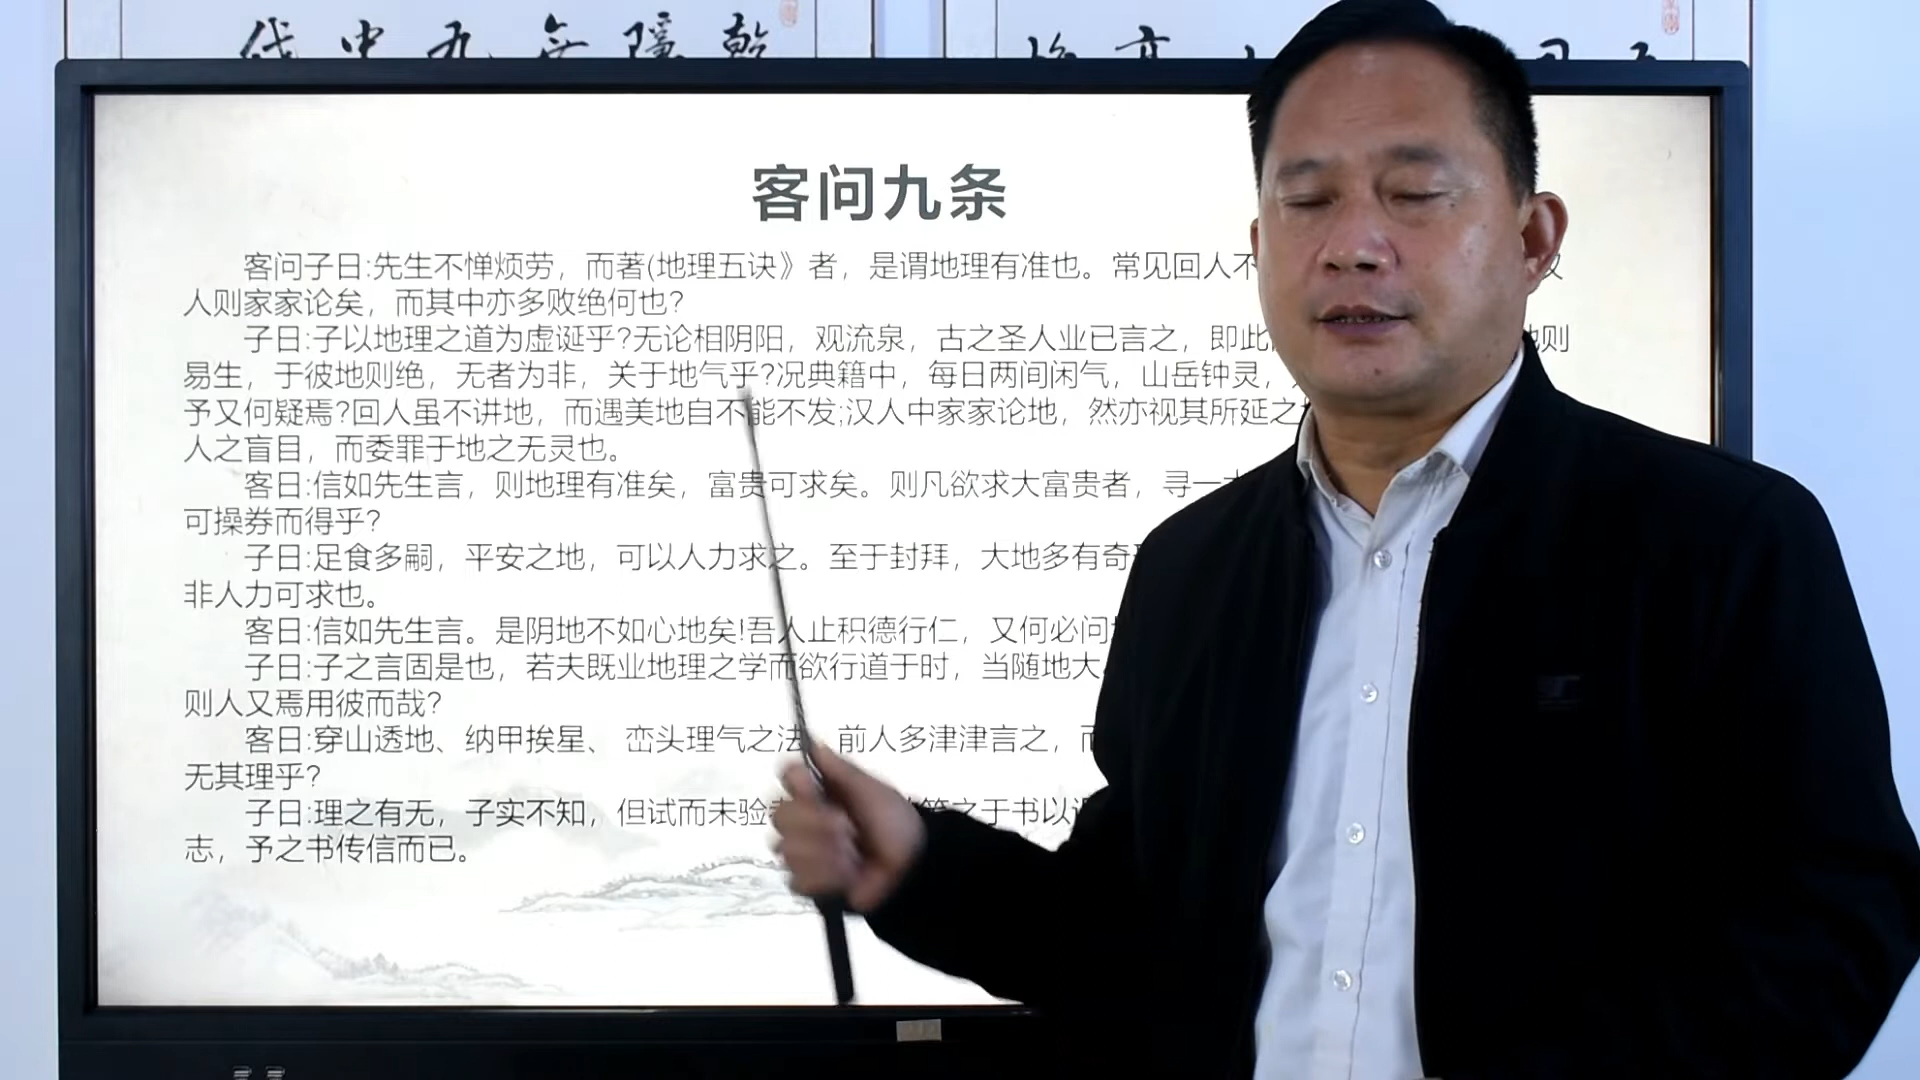 代 中 九 无 隐 乾
客问九条
客问子日:先生不惮烦劳，而著(地理五诀》者，是谓地理有准也。常见回人不
人则家家论矣，而其中亦多败绝何也?
子日:子以地理之道为虚诞乎?无论相阴阳，观流泉，古之圣人业已言之，即此 地则
易生，于彼地则绝，无者为非，关于地气乎?况典籍中，每日两间闲气，山岳钟灵，
予又何疑焉?回人虽不讲地，而遇美地自不能不发;汉人中家家论地，然亦视其所延之
人之盲目，而委罪于地之无灵也。
客日:信如先生言，则地理有准矣，富贵可求矣。则凡欲求大富贵者，寻一大
可操券而得乎?
子日:足食多嗣，平安之地，可以人力求之。至于封拜，大地多有奇
非人力可求也。
客日:信如先生言。是阴地不如心地矣!吾人止积德行仁，又何必问
子日:子之言固是也，若夫既业地理之学而欲行道于时，当随地大
则人又焉用彼而哉?
客日:穿山透地、纳甲挨星、 峦头理气之法 前人多津津言之，而
无其理乎?
子日:理之有无，子实不知，但试而未验 笔之于书以
志，予之书传信而已。